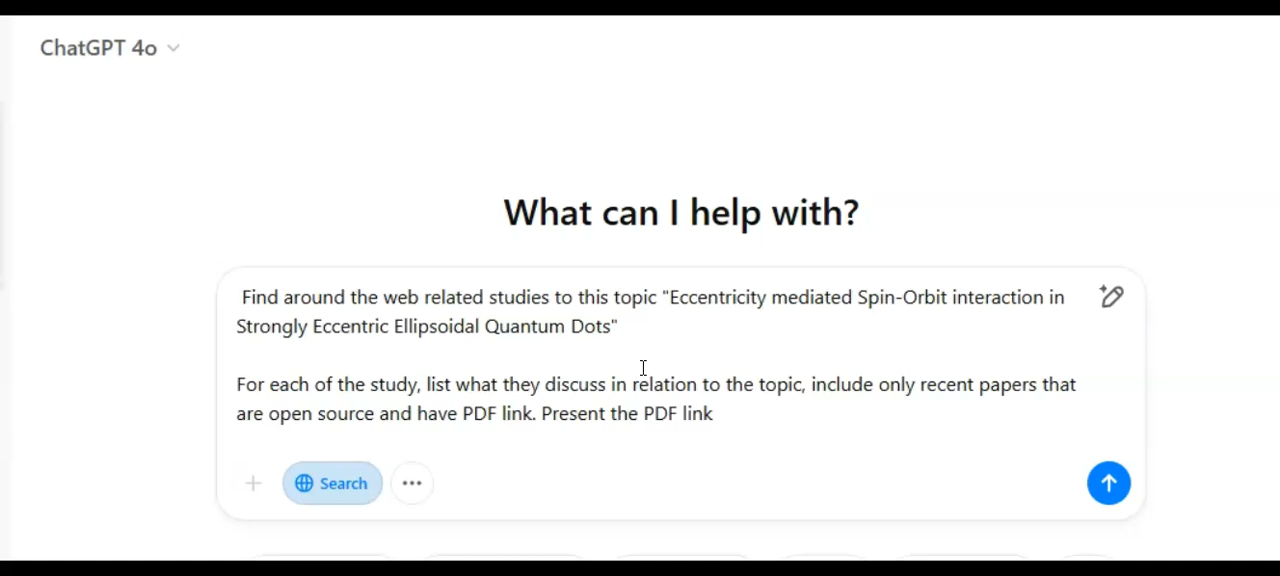 ChatGPT 4o
What can I help with?
Find around the web related studies to this topic "Eccentricity mediated Spin-Orbit interaction in
Strongly Eccentric Ellipsoidal Quantum Dots"
For each of the study, list what they discuss in relation to the topic, include only recent papers that
are open source and have PDF link. Present the PDF link
Search